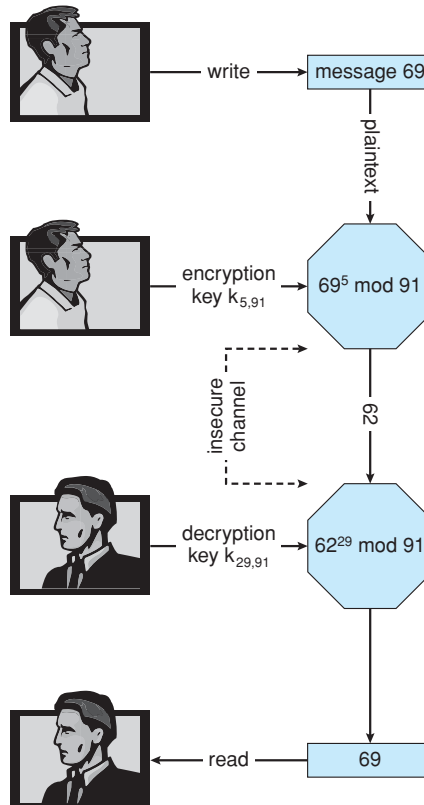 write
message 69
plaintext
encryption
key k5,91
69⁵ mod 91
insecure
channel
62
decryption
key k29,91
62²⁹ mod 91
read
69